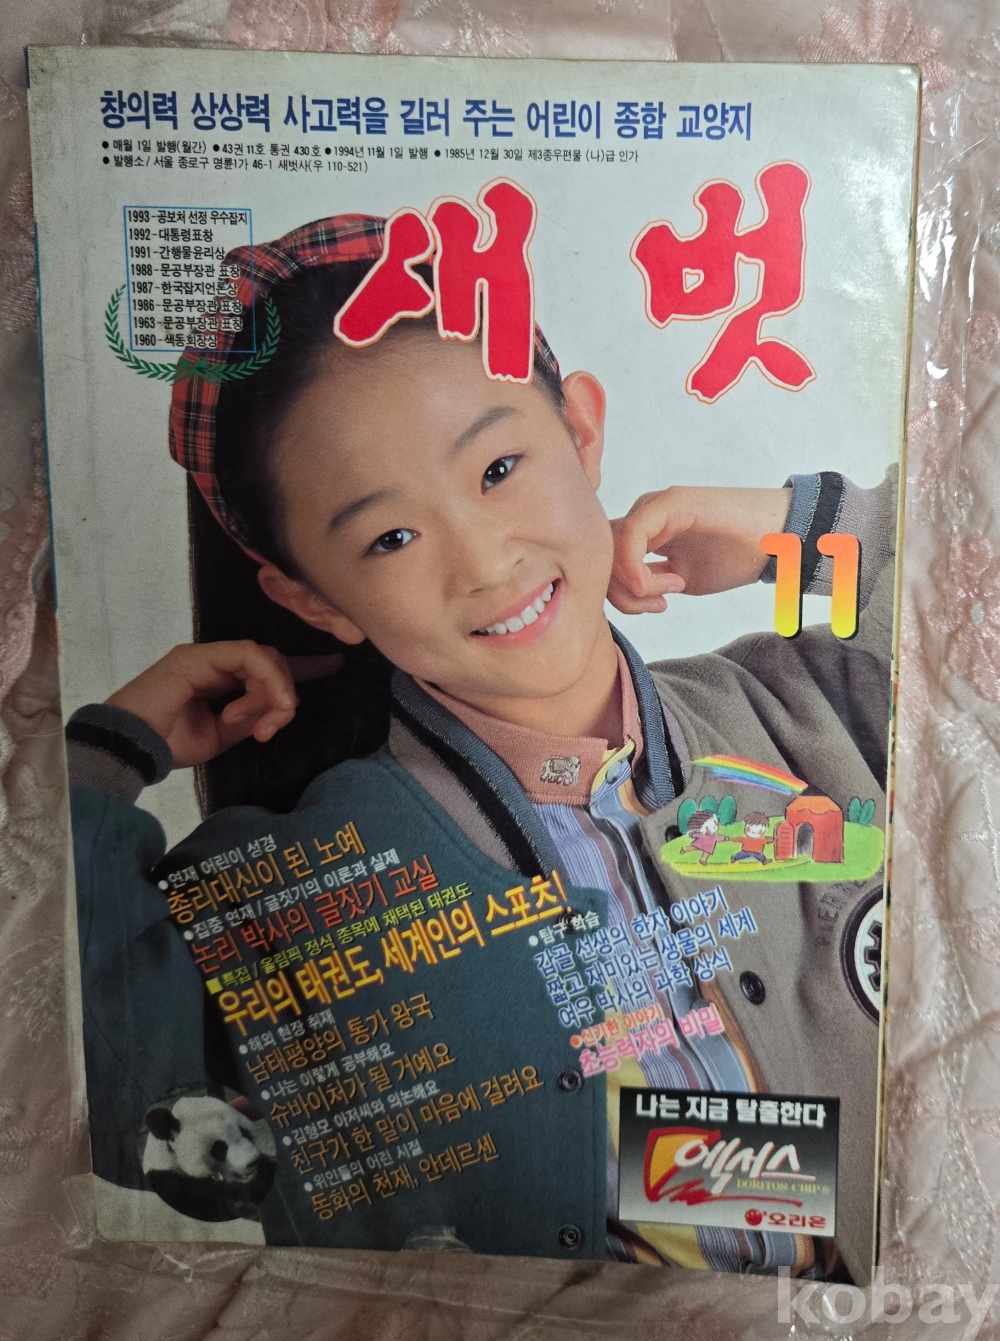 창의력 상상력 사고력을 길러 주는 어린이 종합 교양지
● 매월 1일 발행(월간) ● 43권 11호 통권 430호 ● 1994년 11월 1일 발행 ● 1985년 12월 30일 제3종우편물 (나)급 인가
● 발행소/ 서울 종로구 명륜1가 46-1 새벗사(우 110-521)
1993-공보처 선정 우수잡지
1992-대통령표창
1991-간행물윤리상
1988-문공부장관 표창
1987-한국잡지언론상
1986-문공부장관 표창
1963-문공부장관 표창
1960-색동회장상
새벗
11
● 연재 어린이 성경
총리대신이 된 노예
● 집중 연재/글짓기의 이론과 실제
논리 박사의 글짓기 교실
■ 특집/올림픽 정식 종목에 채택된 태권도
우리의 태권도, 세계인의 스포츠!
● 해외 현장 취재
남태평양의 통가 왕국
● 나는 이렇게 공부해요
슈바이처가 될 거예요
● 김형모 아저씨와 의논해요
친구가 한 말이 마음에 걸려요
● 위인들의 어린 시절
동화의 천재, 안데르센
● 탐구 학습
갑골 선생의 한자 이야기
짧고 재미있는 생물의 세계
여우 박사의 과학 상식
● 신기한 이야기
초능력자의 비밀
나는 지금 탈출한다
엑서스
DORITOS CHIPS
오리온
kobay